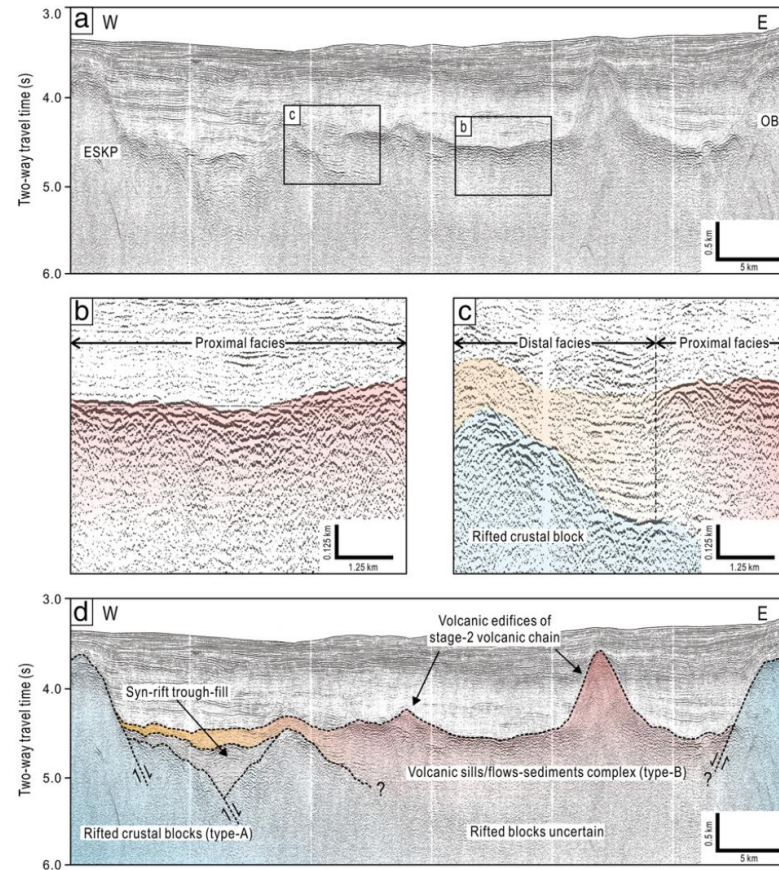 a W E
3.0
4.0
5.0
6.0
Two-way travel time (s)
ESKP
c
b
OB
0.5 km
5 km
b
Proximal facies
0.125 km
1.25 km
c
Distal facies Proximal facies
Rifted crustal block
0.125 km
1.25 km
d W E
3.0
4.0
5.0
6.0
Two-way travel time (s)
Volcanic edifices of
stage-2 volcanic chain
Syn-rift trough-fill
?
?
Volcanic sills/flows-sediments complex (type-B)
Rifted crustal blocks (type-A)
Rifted blocks uncertain
0.5 km
5 km